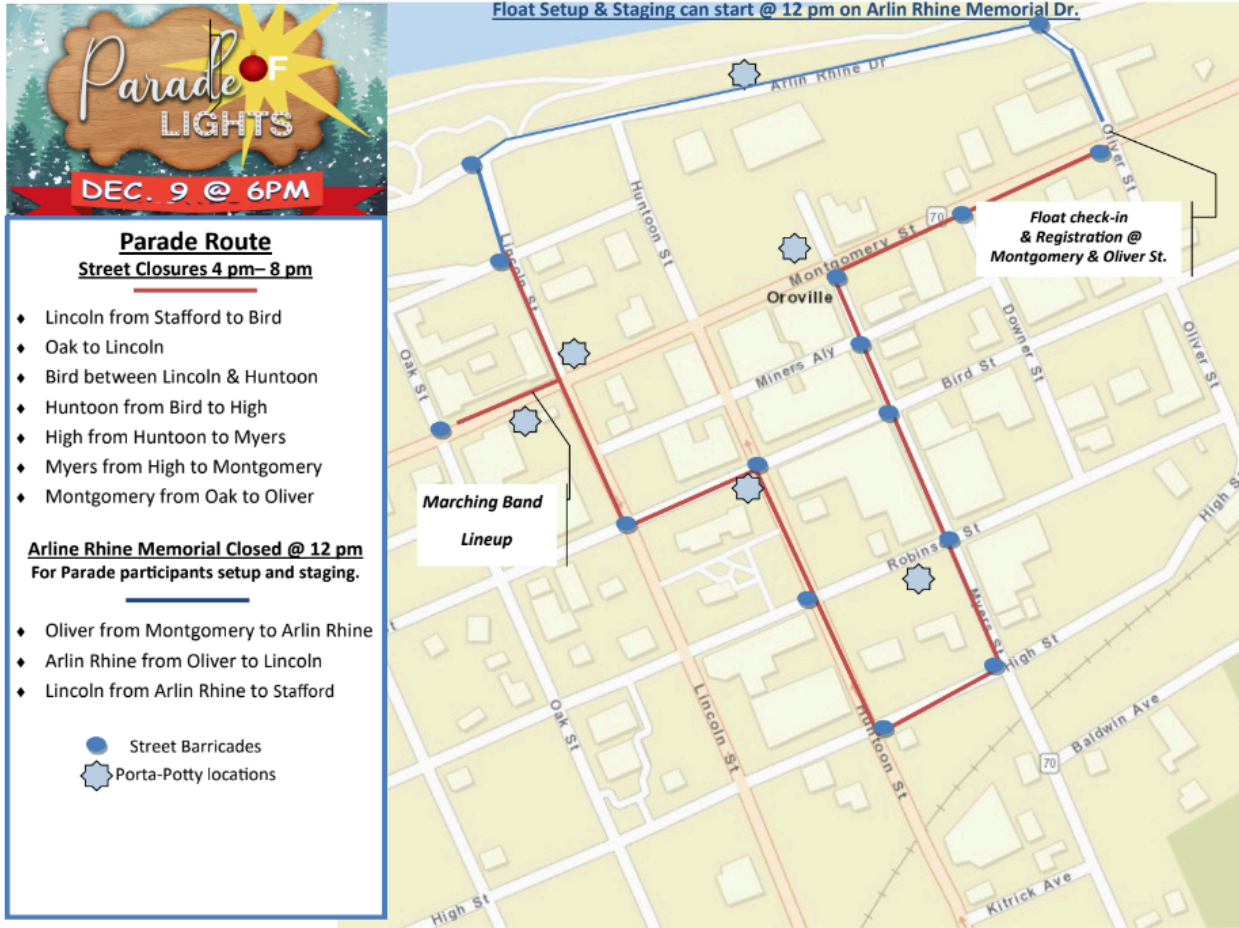 Float Setup & Staging can start @ 12 pm on Arlin Rhine Memorial Dr.
Parade
OF
LIGHTS
DEC. 9 @ 6PM
Parade Route
Street Closures 4 pm– 8 pm
♦ Lincoln from Stafford to Bird
♦ Oak to Lincoln
♦ Bird between Lincoln & Huntoon
♦ Huntoon from Bird to High
♦ High from Huntoon to Myers
♦ Myers from High to Montgomery
♦ Montgomery from Oak to Oliver
Arline Rhine Memorial Closed @ 12 pm
For Parade participants setup and staging.
♦ Oliver from Montgomery to Arlin Rhine
♦ Arlin Rhine from Oliver to Lincoln
♦ Lincoln from Arlin Rhine to Stafford
Street Barricades
Porta-Potty locations
Arlin Rhine Dr
Oliver St
Huntoon St
70
Float check-in
& Registration @
Montgomery & Oliver St.
Lincoln St
Montgomery St
Oroville
Oak St
Miners Aly
Downer St
Oliver St
Bird St
Marching Band
Lineup
High St
Robinson St
Myers St
High St
Oak St
Lincoln St
Huntoon St
70
Baldwin Ave
Kitrick Ave
High St